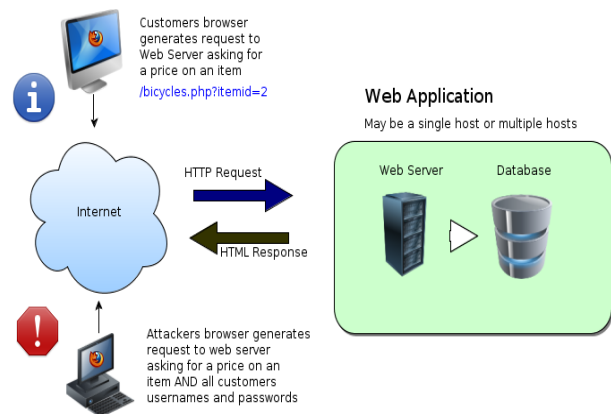 Customers browser
generates request to
Web Server asking for
a price on an item
/bicycles.php?itemid=2
i
Web Application
May be a single host or multiple hosts
Web Server
Database
HTTP Request
Internet
HTML Response
!
Attackers browser generates
request to web server
asking for a price on an
item AND all customers
usernames and passwords